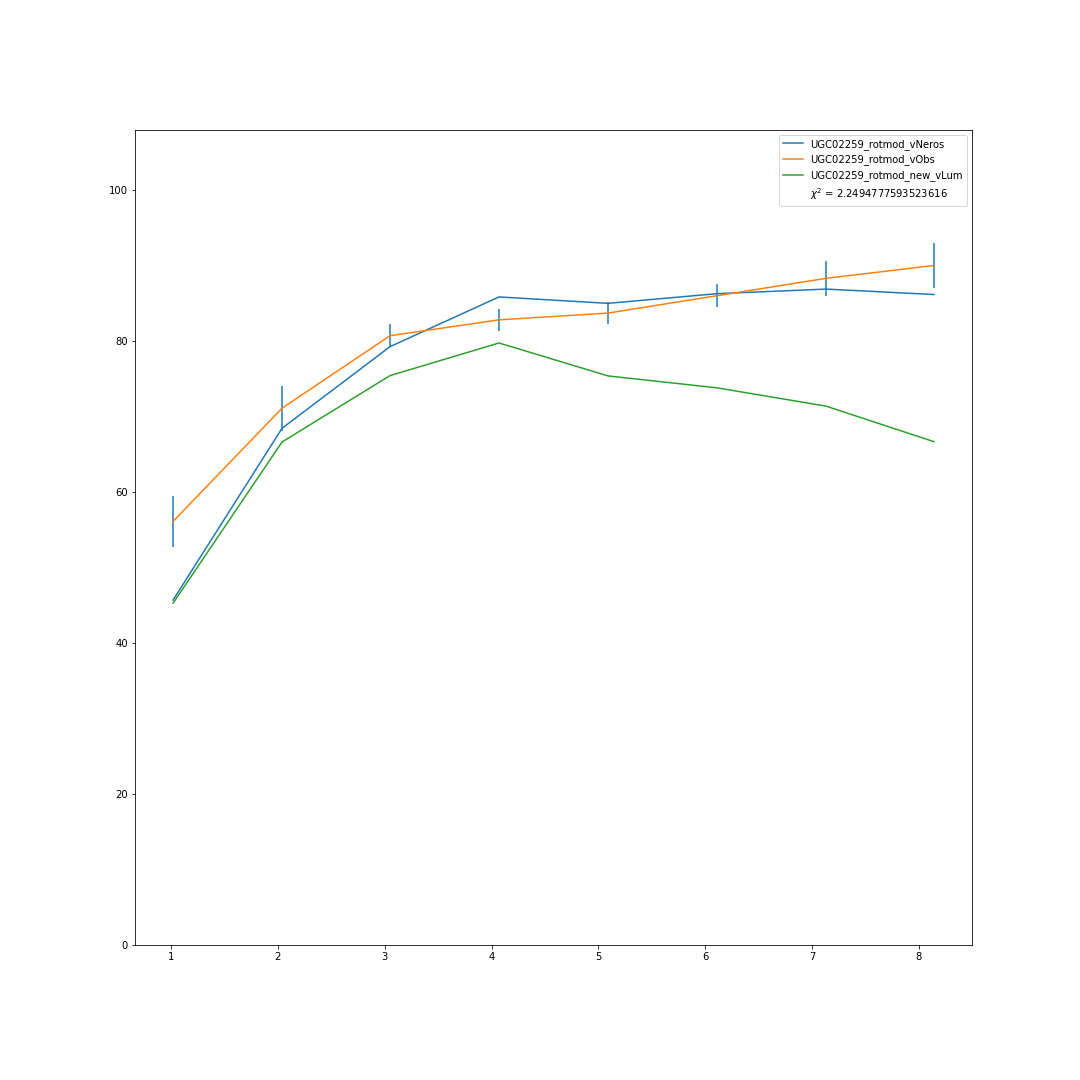 UGC02259_rotmod_vNeros
UGC02259_rotmod_vObs
UGC02259_rotmod_new_vLum
χ² = 2.2494777593523616
100
80
60
40
20
0
1 2 3 4 5 6 7 8